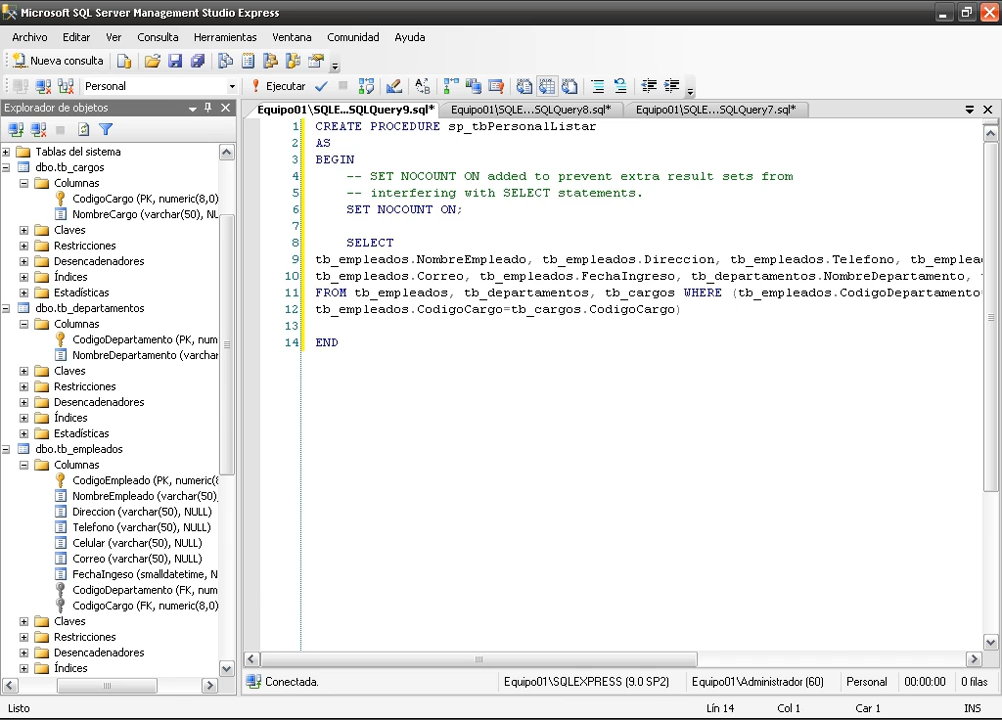 Microsoft SQL Server Management Studio Express
Archivo Editar Ver Consulta Herramientas Ventana Comunidad Ayuda
Nueva consulta
Personal Ejecutar
Explorador de objetos
Equipo01\SQLE...SQLQuery9.sql* Equipo01\SQLE...SQLQuery8.sql* Equipo01\SQLE...SQLQuery7.sql*
Tablas del sistema
dbo.tb_cargos
Columnas
CodigoCargo (PK, numeric(8,0)
NombreCargo (varchar(50), NU
Claves
Restricciones
Desencadenadores
Índices
Estadísticas
dbo.tb_departamentos
Columnas
CodigoDepartamento (PK, num
NombreDepartamento (varchar
Claves
Restricciones
Desencadenadores
Índices
Estadísticas
dbo.tb_empleados
Columnas
CodigoEmpleado (PK, numeric(8
NombreEmpleado (varchar(50)
Direccion (varchar(50), NULL)
Telefono (varchar(50), NULL)
Celular (varchar(50), NULL)
Correo (varchar(50), NULL)
FechaIngeso (smalldatetime, N
CodigoDepartamento (FK, num
CodigoCargo (FK, numeric(8,0)
Claves
Restricciones
Desencadenadores
Índices
1 CREATE PROCEDURE sp_tbPersonalListar
2 AS
3 BEGIN
4 -- SET NOCOUNT ON added to prevent extra result sets from
5 -- interfering with SELECT statements.
6 SET NOCOUNT ON;
7
8 SELECT
9 tb_empleados.NombreEmpleado, tb_empleados.Direccion, tb_empleados.Telefono, tb_emplead
10 tb_empleados.Correo, tb_empleados.FechaIngreso, tb_departamentos.NombreDepartamento, t
11 FROM tb_empleados, tb_departamentos, tb_cargos WHERE (tb_empleados.CodigoDepartamento=
12 tb_empleados.CodigoCargo=tb_cargos.CodigoCargo)
13
14 END
Conectada. Equipo01\SQLEXPRESS (9.0 SP2) Equipo01\Administrador (60) Personal 00:00:00 0 filas
Listo Lín 14 Col 1 Car 1 INS